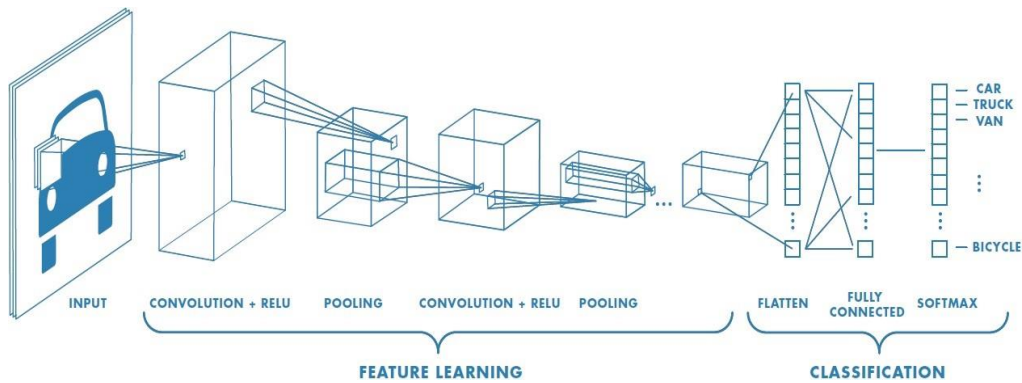 CAR
TRUCK
VAN
BICYCLE
INPUT
CONVOLUTION + RELU
POOLING
CONVOLUTION + RELU
POOLING
FLATTEN
FULLY
CONNECTED
SOFTMAX
FEATURE LEARNING
CLASSIFICATION